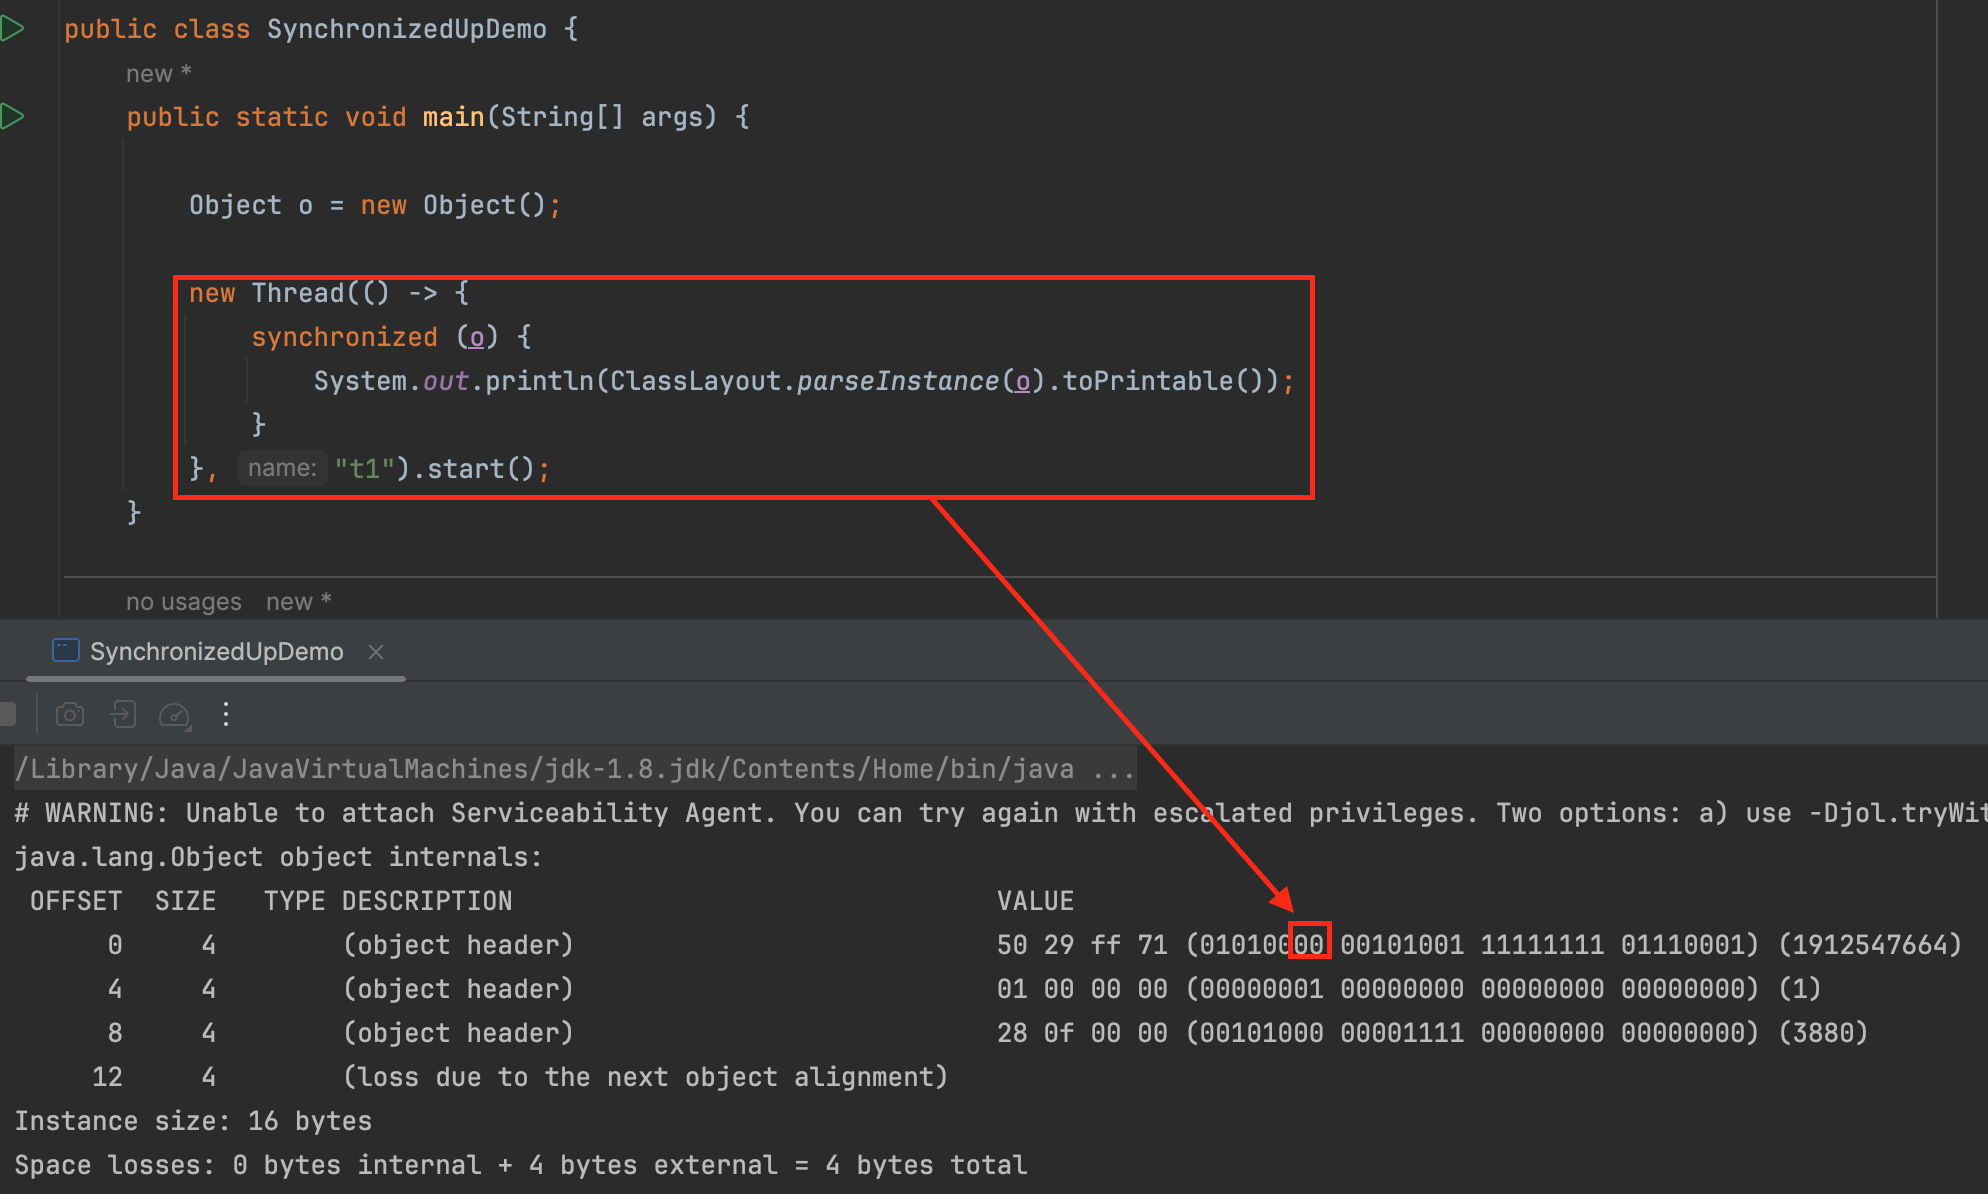 public class SynchronizedUpDemo {
new *
public static void main(String[] args) {
Object o = new Object();
new Thread(() -> {
synchronized (o) {
System.out.println(ClassLayout.parseInstance(o).toPrintable());
}
}, name: "t1").start();
}
no usages new *
SynchronizedUpDemo
/Library/Java/JavaVirtualMachines/jdk-1.8.jdk/Contents/Home/bin/java ...
# WARNING: Unable to attach Serviceability Agent. You can try again with escalated privileges. Two options: a) use -Djol.tryWit
java.lang.Object object internals:
OFFSET SIZE TYPE DESCRIPTION VALUE
0 4 (object header) 50 29 ff 71 (01010000 00101001 11111111 01110001) (1912547664)
4 4 (object header) 01 00 00 00 (00000001 00000000 00000000 00000000) (1)
8 4 (object header) 28 0f 00 00 (00101000 00001111 00000000 00000000) (3880)
12 4 (loss due to the next object alignment)
Instance size: 16 bytes
Space losses: 0 bytes internal + 4 bytes external = 4 bytes total